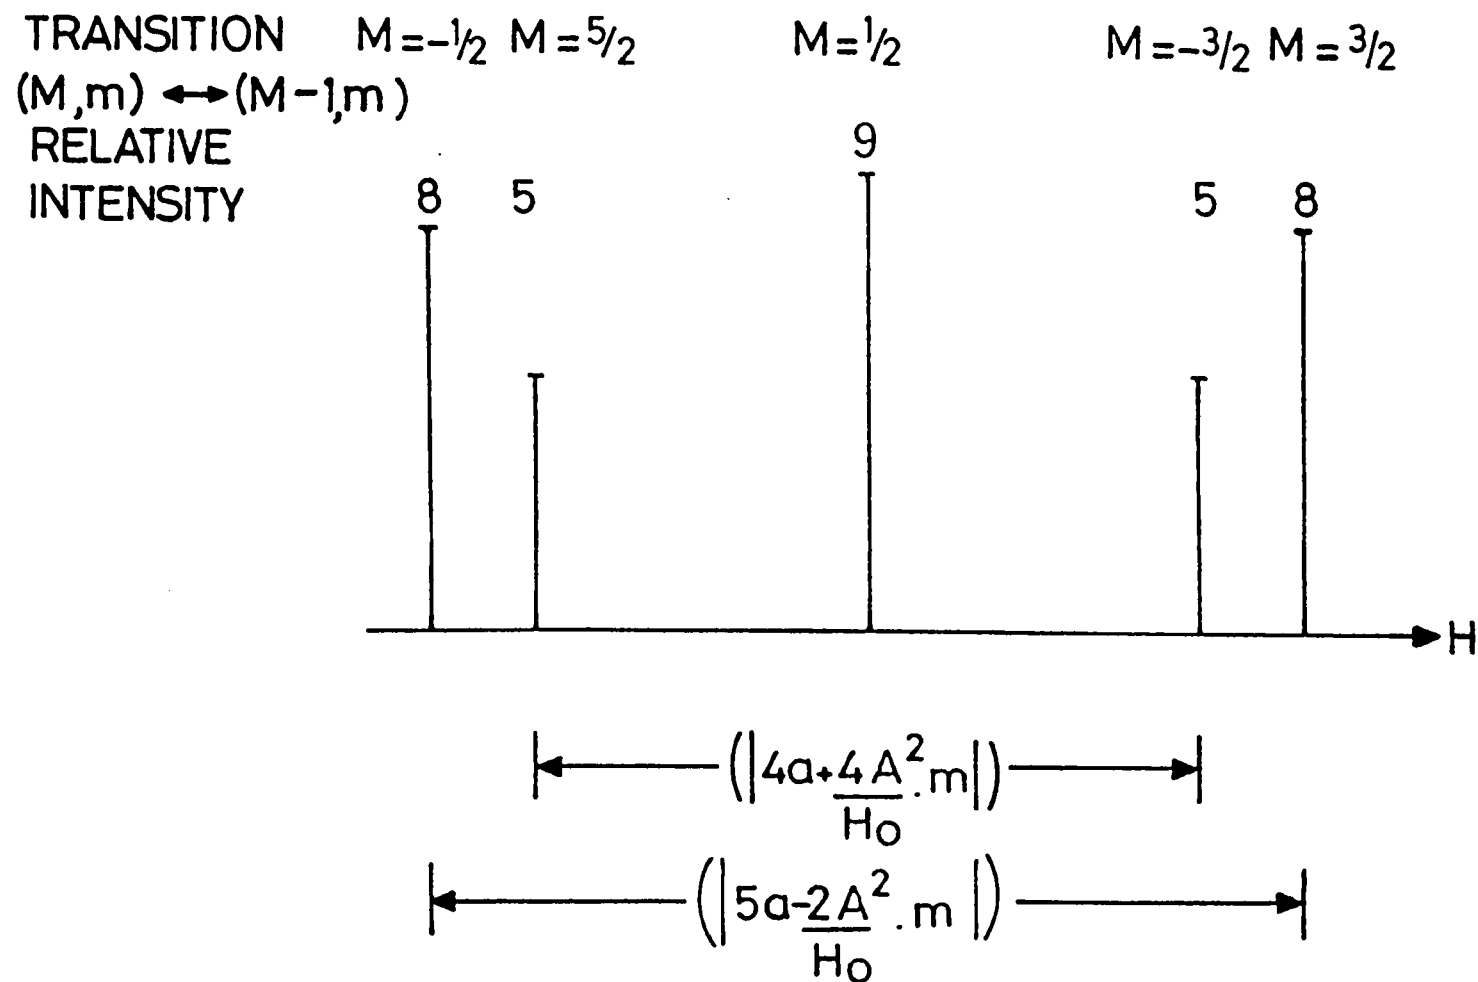 TRANSITION M=-1/2 M=5/2 M=1/2 M=-3/2 M=3/2
(M,m) ↔ (M-1,m)
RELATIVE
INTENSITY 8 5 9 5 8
H
(|4a+4A²/H₀.m|)
(|5a-2A²/H₀.m|)